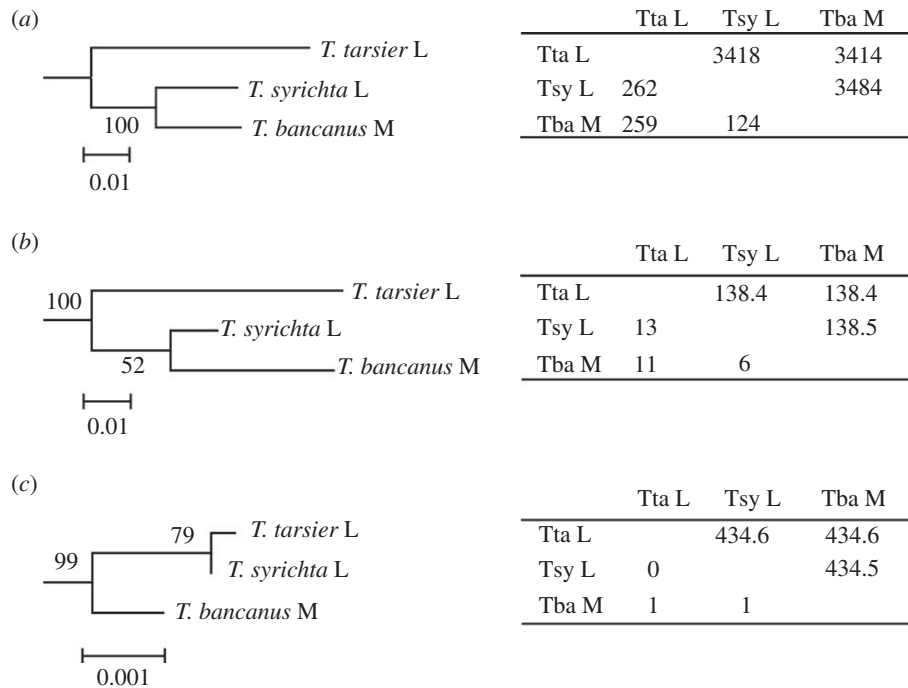 (a)
T. tarsier L
T. syrichta L
100
T. bancanus M
0.01
Tta L Tsy L Tba M
Tta L 3418 3414
Tsy L 262 3484
Tba M 259 124
(b)
100
T. tarsier L
T. syrichta L
52
T. bancanus M
0.01
Tta L Tsy L Tba M
Tta L 138.4 138.4
Tsy L 13 138.5
Tba M 11 6
(c)
79
T. tarsier L
99
T. syrichta L
T. bancanus M
0.001
Tta L Tsy L Tba M
Tta L 434.6 434.6
Tsy L 0 434.5
Tba M 1 1